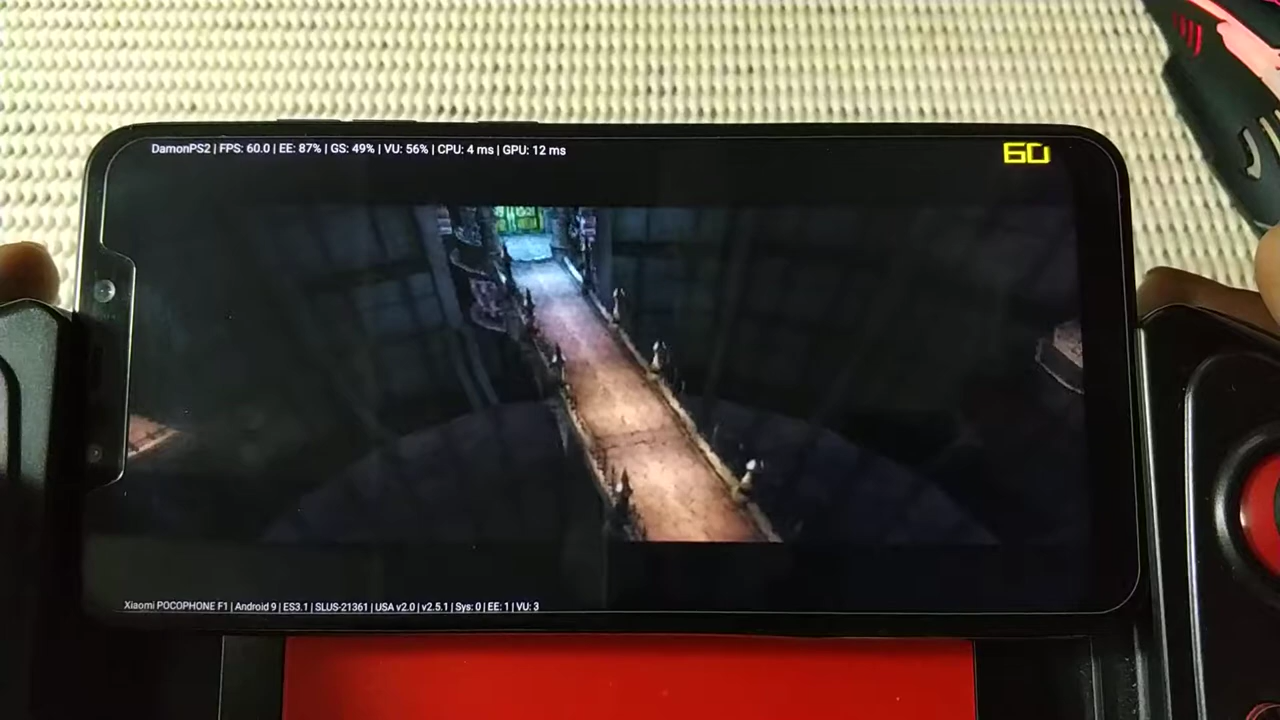 DamonPS2 | FPS: 60.0 | EE: 87% | GS: 49% | VU: 56% | CPU: 4 ms | GPU: 12 ms
60
Xiaomi POCOPHONE F1 | Android 9 | ES3.1 | SLUS-21361 | USA v2.0 | v2.5.1 | Sys: 0 | EE: 1 | VU: 3